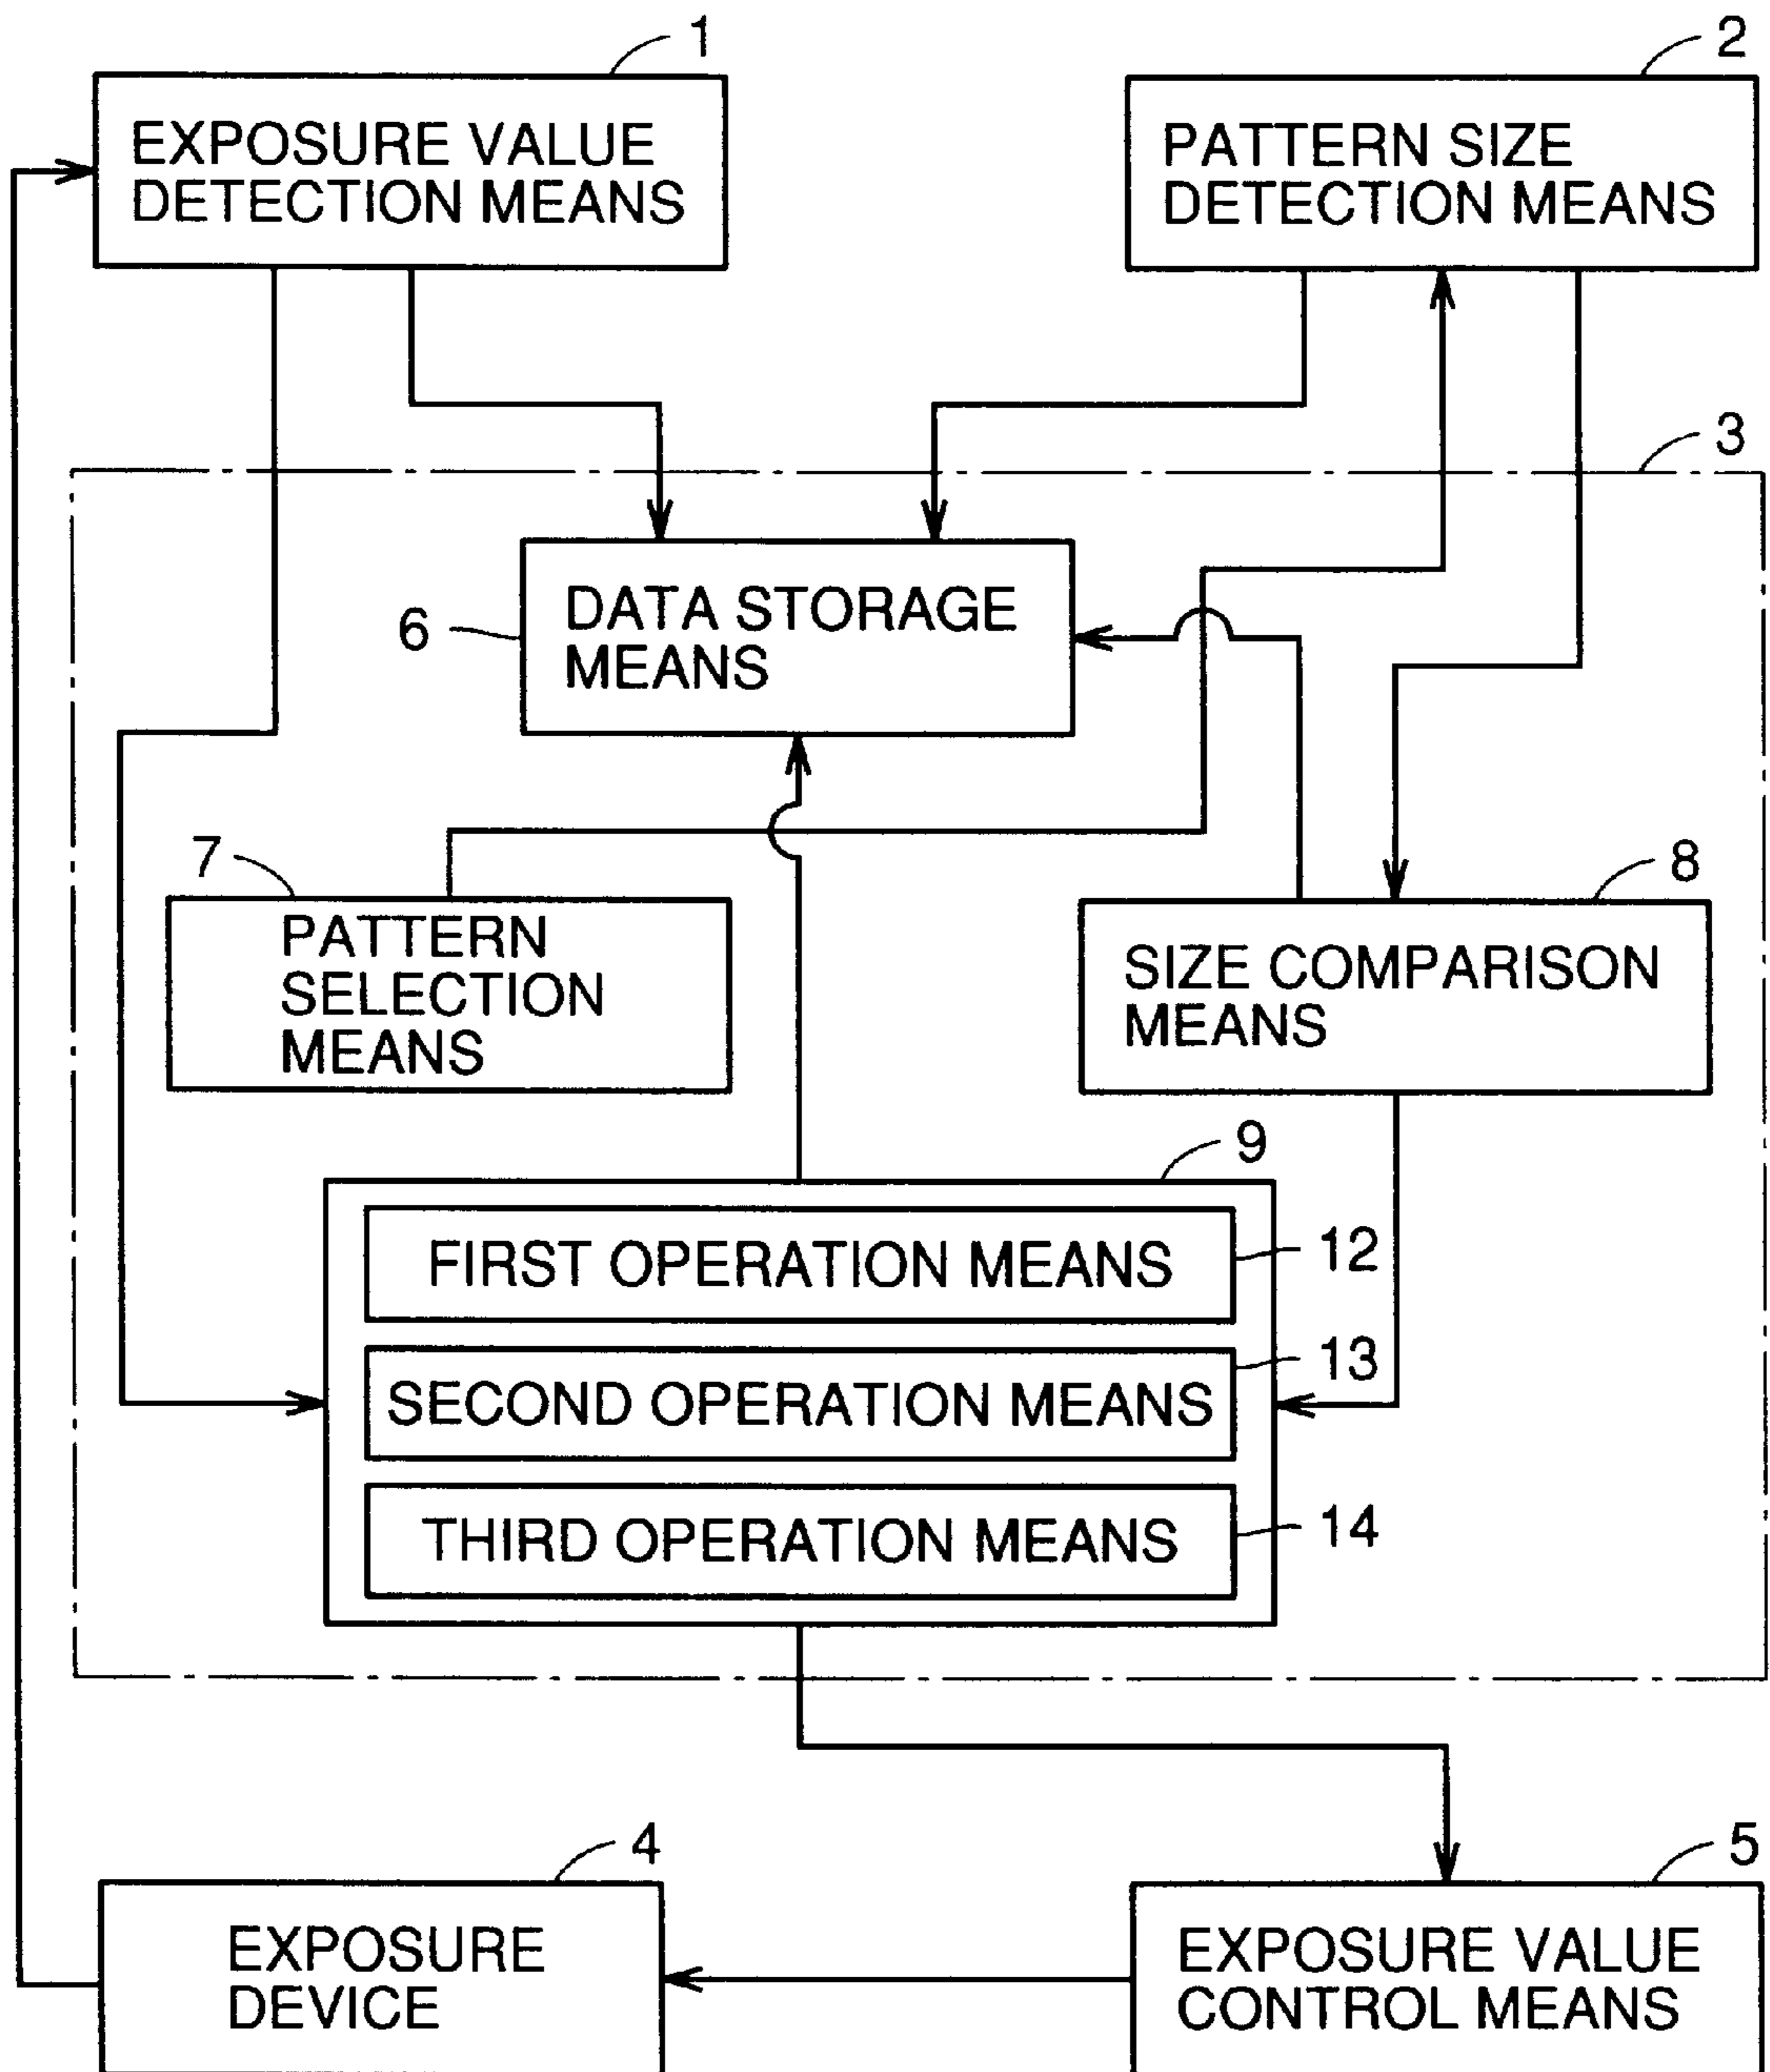 1
2
EXPOSURE VALUE
DETECTION MEANS
PATTERN SIZE
DETECTION MEANS
3
6
DATA STORAGE
MEANS
7
8
PATTERN
SELECTION
MEANS
SIZE COMPARISON
MEANS
9
FIRST OPERATION MEANS
12
SECOND OPERATION MEANS
13
THIRD OPERATION MEANS
14
4
5
EXPOSURE
DEVICE
EXPOSURE VALUE
CONTROL MEANS